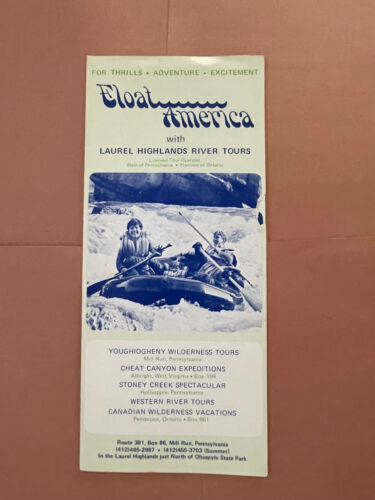 FOR THRILLS • ADVENTURE • EXCITEMENT
Float
America
with
LAUREL HIGHLANDS RIVER TOURS
Licensed Tour Operator
State of Pennsylvania • Province of Ontario
YOUGHIOGHENY WILDERNESS TOURS
Mill Run, Pennsylvania
CHEAT CANYON EXPEDITIONS
Albright, West Virginia • Box 194
STONEY CREEK SPECTACULAR
Hollsopple, Pennsylvania
WESTERN RIVER TOURS
CANADIAN WILDERNESS VACATIONS
Pembroke, Ontario • Box 861
Route 381, Box 86, Mill Run, Pennsylvania
(412)465-2987 • (412)455-3703 (Summer)
In the Laurel Highlands just North of Ohiopyle State Park